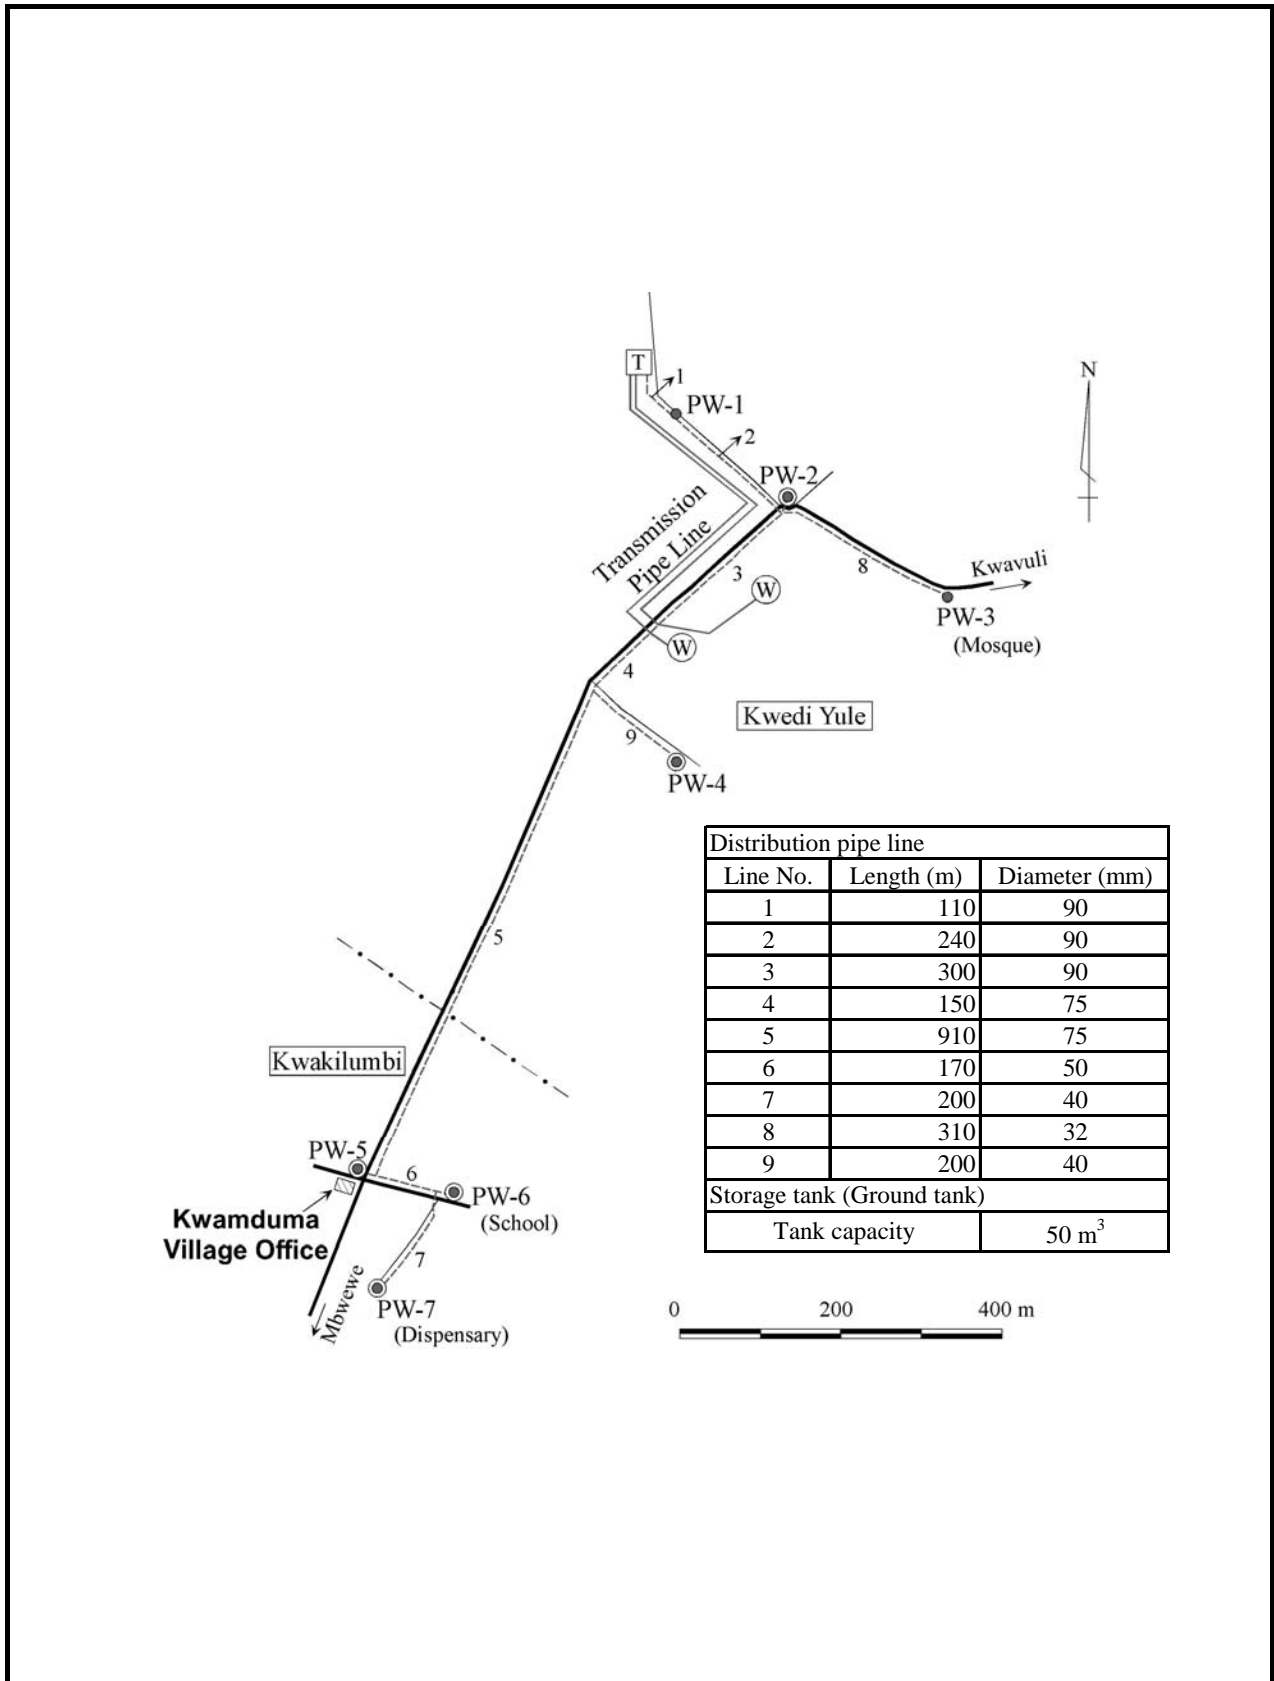 T
1
PW-1
N
2
PW-2
Transmission
Pipe Line
3
8
Kwavuli
W
PW-3
(Mosque)
W
4
Kwedi Yule
9
PW-4
Distribution pipe line
Line No. Length (m) Diameter (mm)
1 110 90
2 240 90
3 300 90
4 150 75
5 910 75
6 170 50
7 200 40
8 310 32
9 200 40
Storage tank (Ground tank)
Tank capacity 50 m³
5
Kwakilumbi
PW-5
6
PW-6
(School)
Kwamduma
Village Office
7
Mbwewe
PW-7
(Dispensary)
0 200 400 m